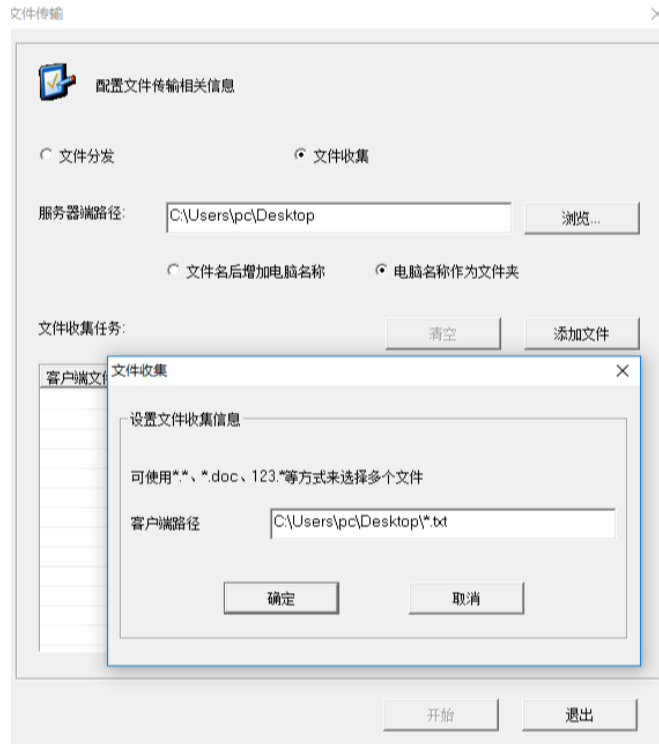 文件传输
配置文件传输相关信息
文件分发
文件收集
服务器端路径:
C:\Users\pc\Desktop
浏览...
文件名后增加电脑名称
电脑名称作为文件夹
文件收集任务:
清空
添加文件
客户端文件
文件收集
设置文件收集信息
可使用*.*、*.doc、123.*等方式来选择多个文件
客户端路径
C:\Users\pc\Desktop\*.txt
确定
取消
开始
退出